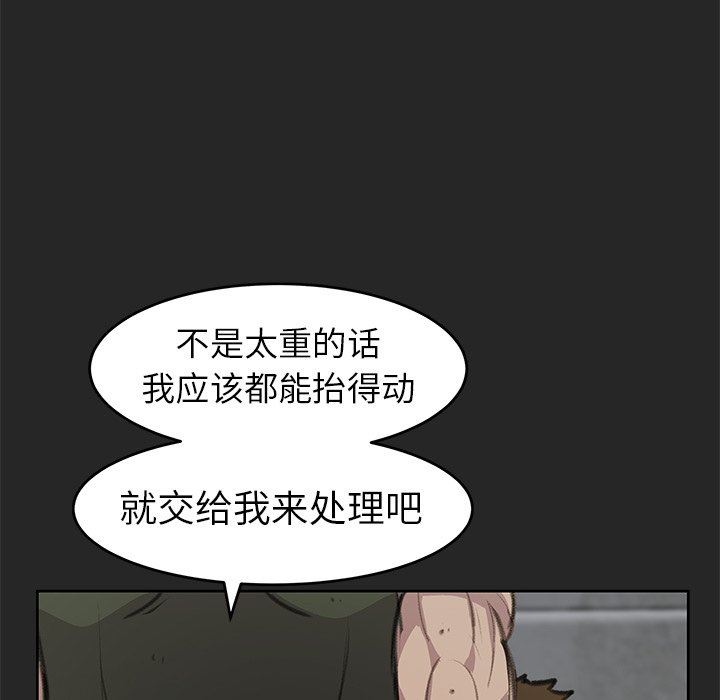 不是太重的话
我应该都能抬得动
就交给我来处理吧